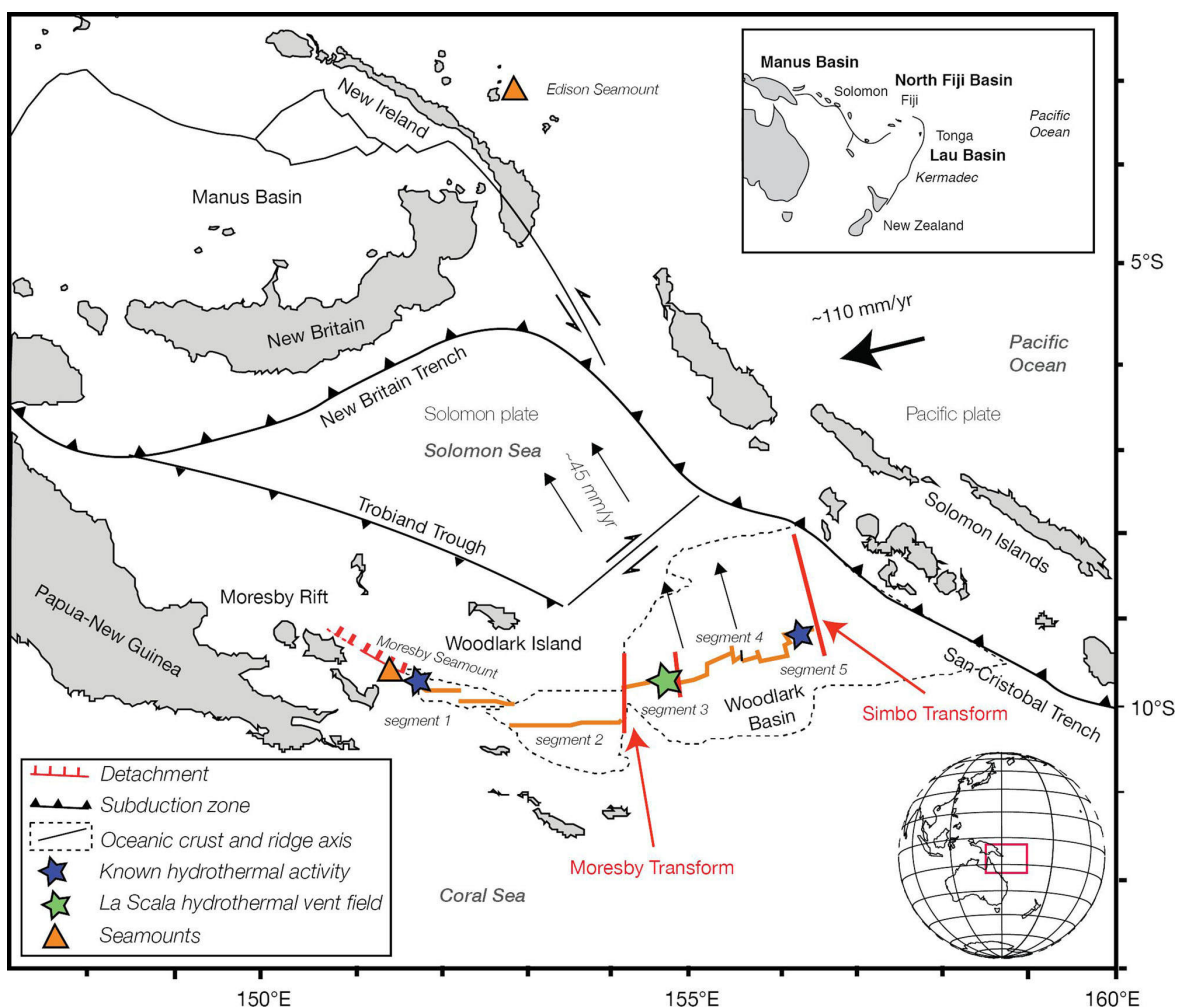 Edison Seamount
New Ireland
Manus Basin
New Britain
New Britain Trench
Solomon plate
Solomon Sea
~45 mm/yr
Trobiand Trough
Manus Basin
Solomon
North Fiji Basin
Fiji
Pacific
Ocean
Tonga
Lau Basin
Kermadec
New Zealand
5°S
~110 mm/yr
Pacific
Ocean
Pacific plate
Solomon Islands
Papua-New Guinea
Moresby Rift
Moresby Seamount
Woodlark Island
segment 1
segment 2
segment 3
segment 4
segment 5
Woodlark
Basin
San Cristobal Trench
10°S
Simbo Transform
Moresby Transform
Coral Sea
Detachment
Subduction zone
Oceanic crust and ridge axis
Known hydrothermal activity
La Scala hydrothermal vent field
Seamounts
150°E
155°E
160°E